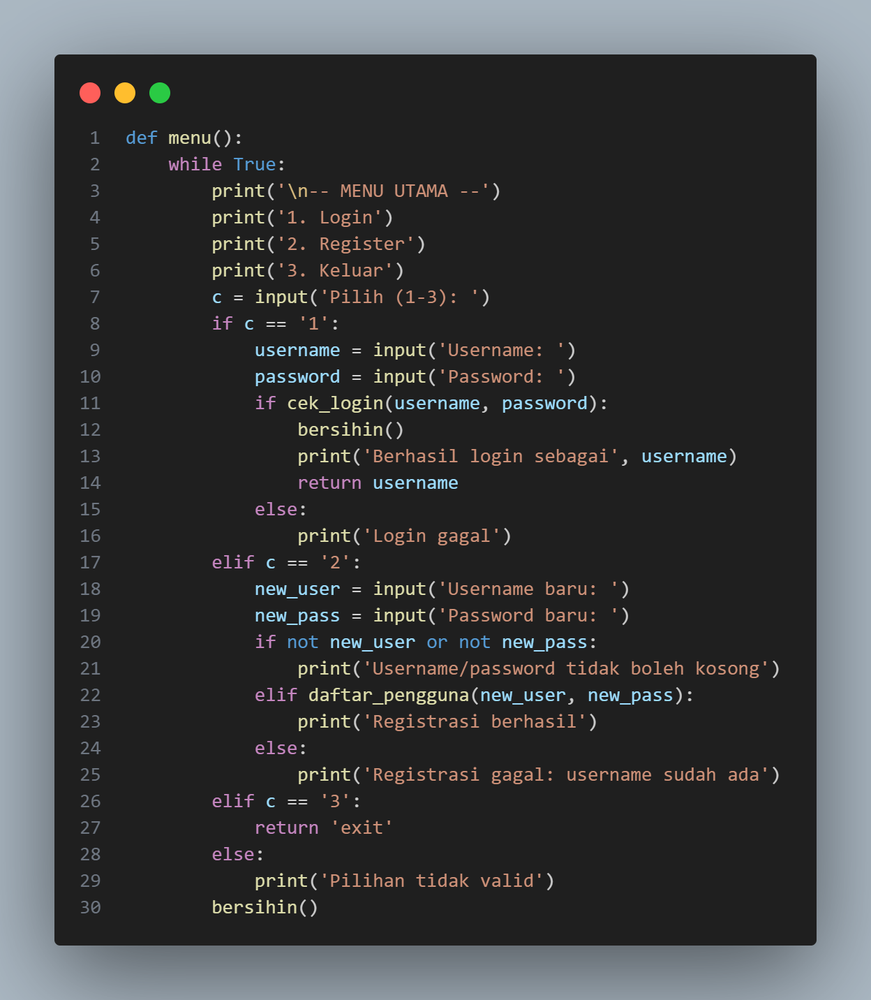 1 def menu():
2     while True:
3         print('\n-- MENU UTAMA --')
4         print('1. Login')
5         print('2. Register')
6         print('3. Keluar')
7         c = input('Pilih (1-3): ')
8         if c == '1':
9             username = input('Username: ')
10             password = input('Password: ')
11             if cek_login(username, password):
12                 bersihin()
13                 print('Berhasil login sebagai', username)
14                 return username
15             else:
16                 print('Login gagal')
17         elif c == '2':
18             new_user = input('Username baru: ')
19             new_pass = input('Password baru: ')
20             if not new_user or not new_pass:
21                 print('Username/password tidak boleh kosong')
22             elif daftar_pengguna(new_user, new_pass):
23                 print('Registrasi berhasil')
24             else:
25                 print('Registrasi gagal: username sudah ada')
26         elif c == '3':
27             return 'exit'
28         else:
29             print('Pilihan tidak valid')
30         bersihin()